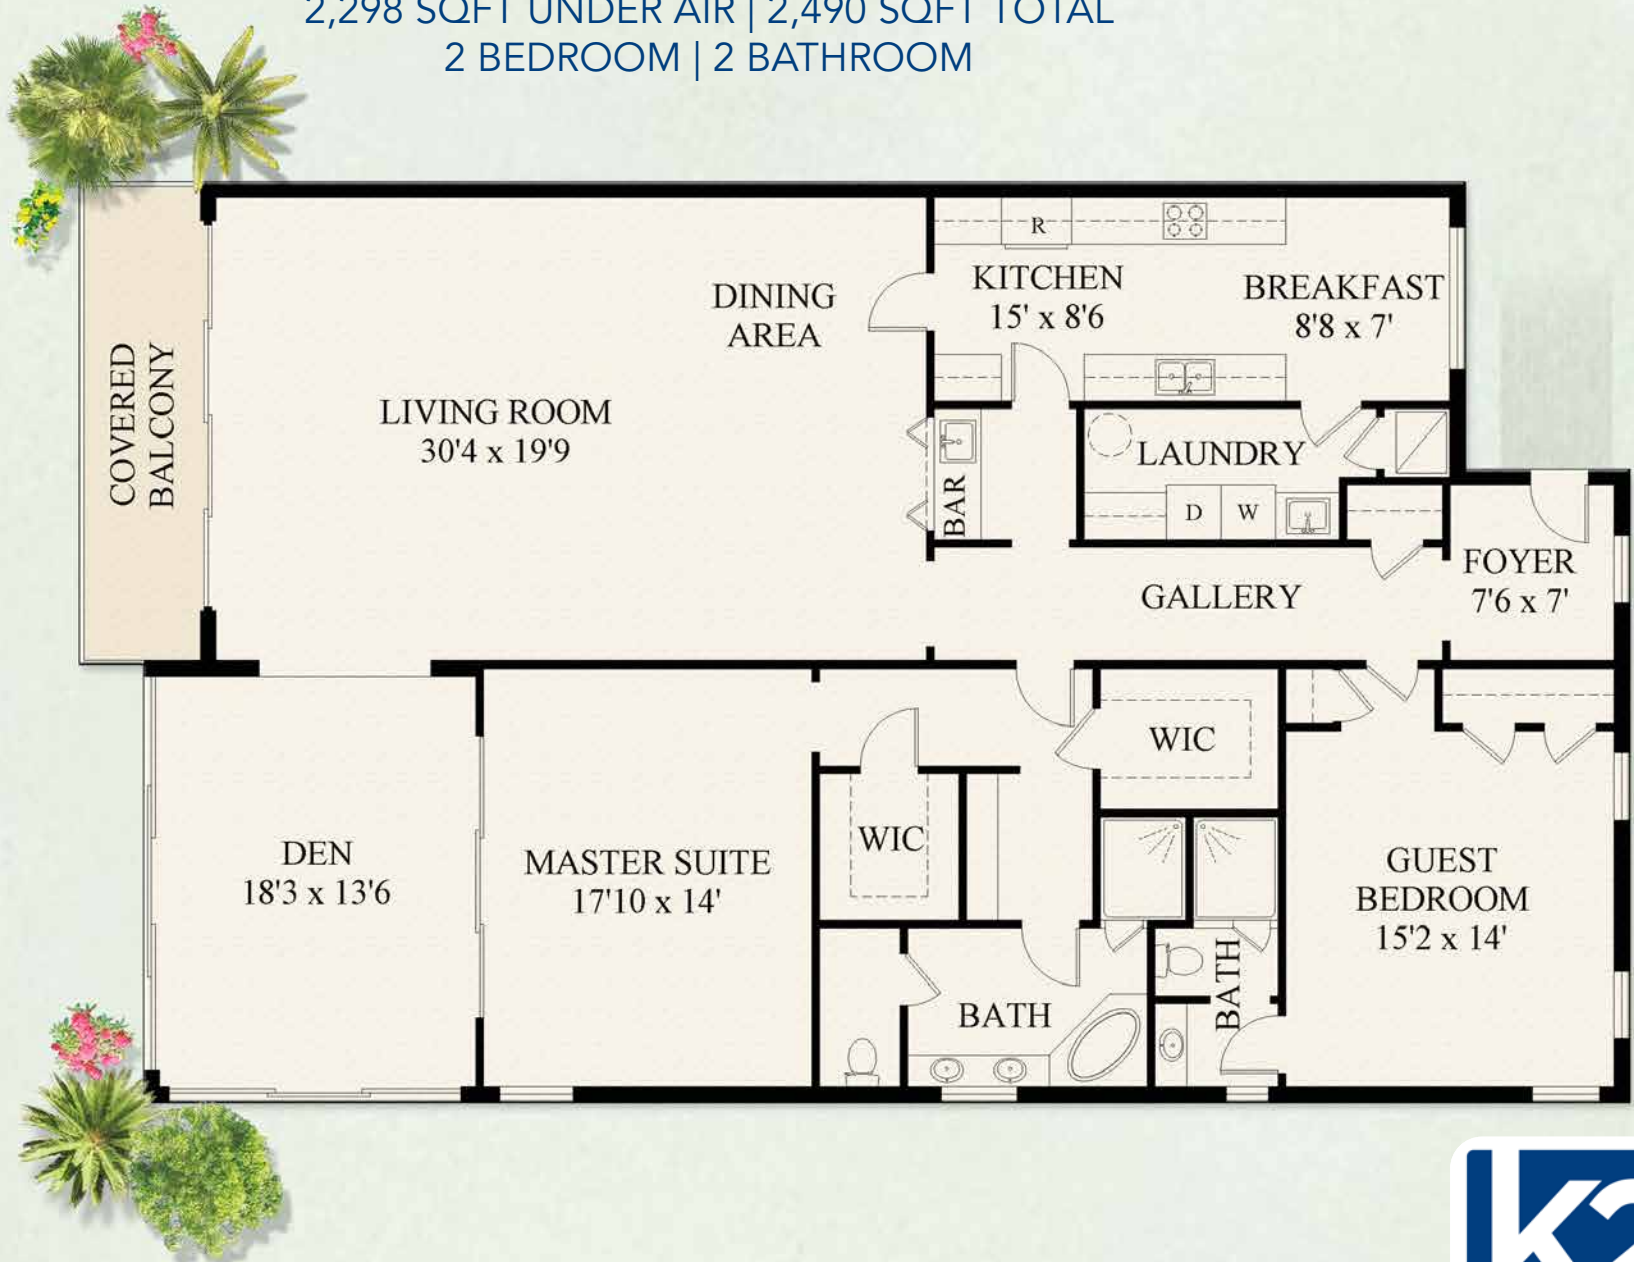 2,298 SQFT UNDER AIR | 2,490 SQFT TOTAL
2 BEDROOM | 2 BATHROOM
COVERED
BALCONY
LIVING ROOM
30'4 x 19'9
DINING
AREA
R
KITCHEN
15' x 8'6
BREAKFAST
8'8 x 7'
BAR
LAUNDRY
D
W
GALLERY
FOYER
7'6 x 7'
DEN
18'3 x 13'6
MASTER SUITE
17'10 x 14'
WIC
WIC
BATH
BATH
GUEST
BEDROOM
15'2 x 14'
k2